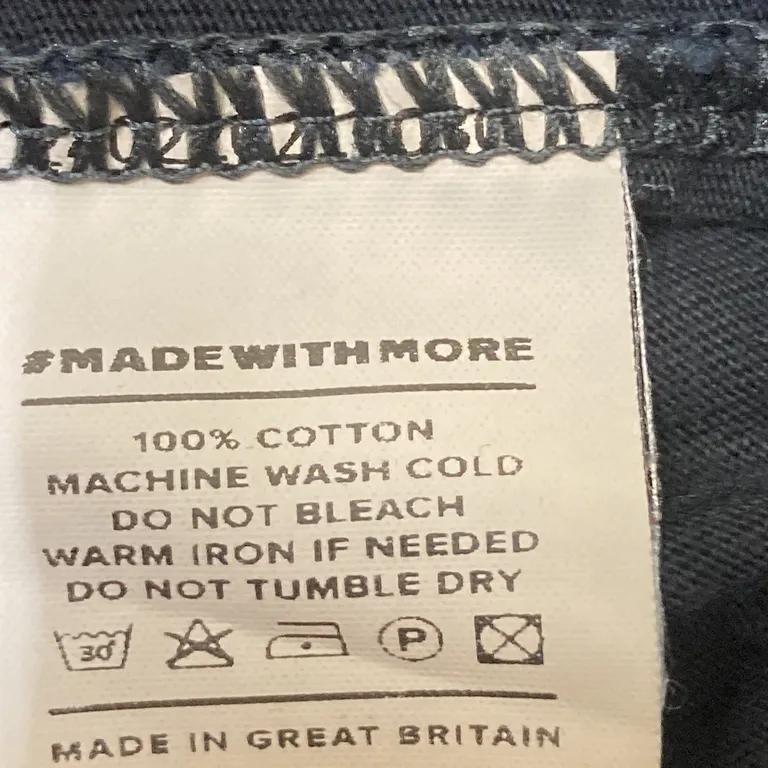 #MADEWITHMORE
100% COTTON
MACHINE WASH COLD
DO NOT BLEACH
WARM IRON IF NEEDED
DO NOT TUMBLE DRY
30° P
MADE IN GREAT BRITAIN